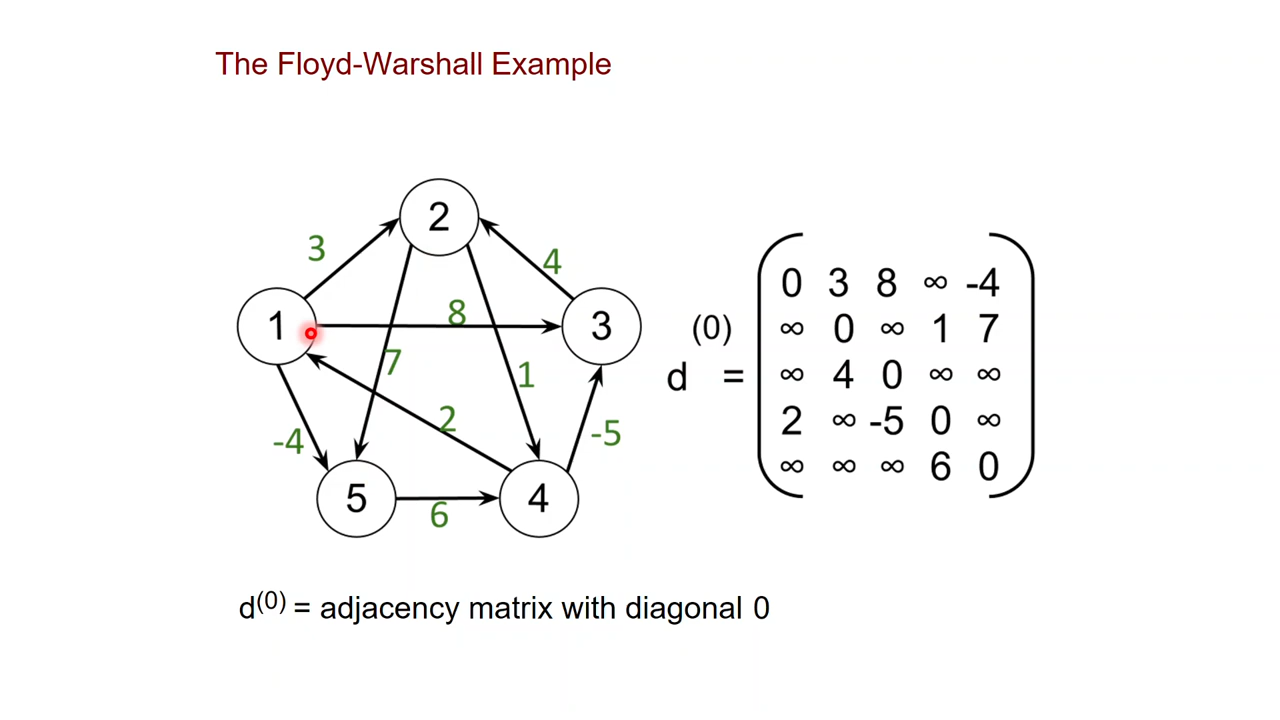 The Floyd-Warshall Example
2
3
4
1
8
3
7
1
2
-4
-5
5
6
4
(0)
d =
0 3 8 ∞ -4
∞ 0 ∞ 1 7
∞ 4 0 ∞ ∞
2 ∞ -5 0 ∞
∞ ∞ ∞ 6 0
d(0) = adjacency matrix with diagonal 0